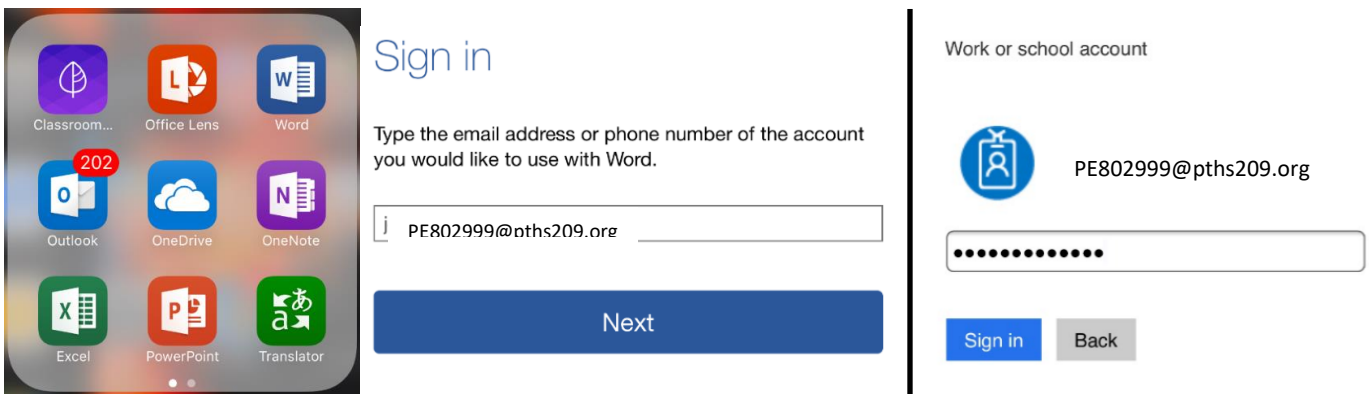 Classroom...
Office Lens
W
Word
L
202
O
Outlook
OneDrive
N
OneNote
X
Excel
P
PowerPoint
あ
a
Translator
Sign in
Type the email address or phone number of the account
you would like to use with Word.
j PE802999@pths209.org
Next
Work or school account
PE802999@pths209.org
•••••••••••••
Sign in
Back